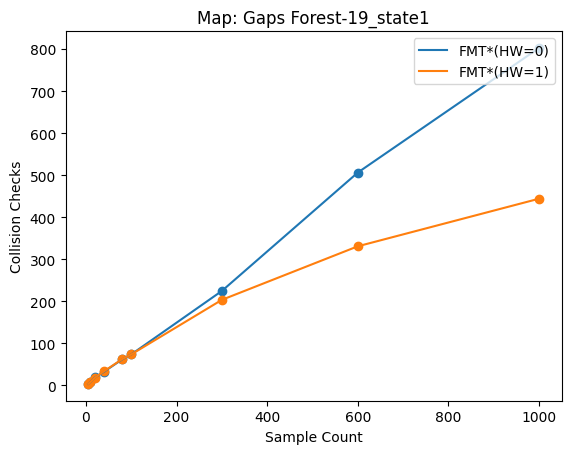 Map: Gaps Forest-19_state1
FMT*(HW=0)
FMT*(HW=1)
Collision Checks
800
700
600
500
400
300
200
100
0
0 200 400 600 800 1000
Sample Count